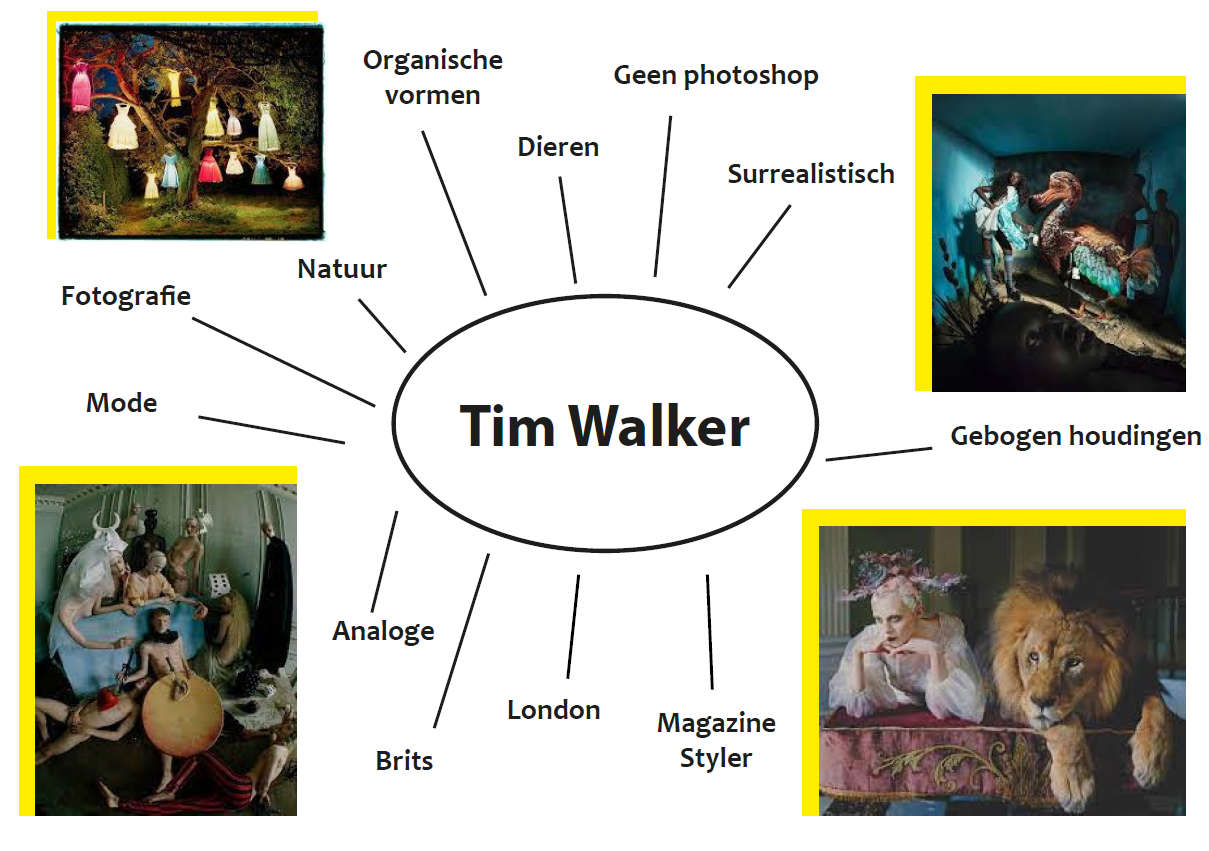 Organische
vormen
Geen photoshop
Dieren
Surrealistisch
Natuur
Fotografie
Mode
Tim Walker
Gebogen houdingen
Analoge
London
Magazine
Styler
Brits